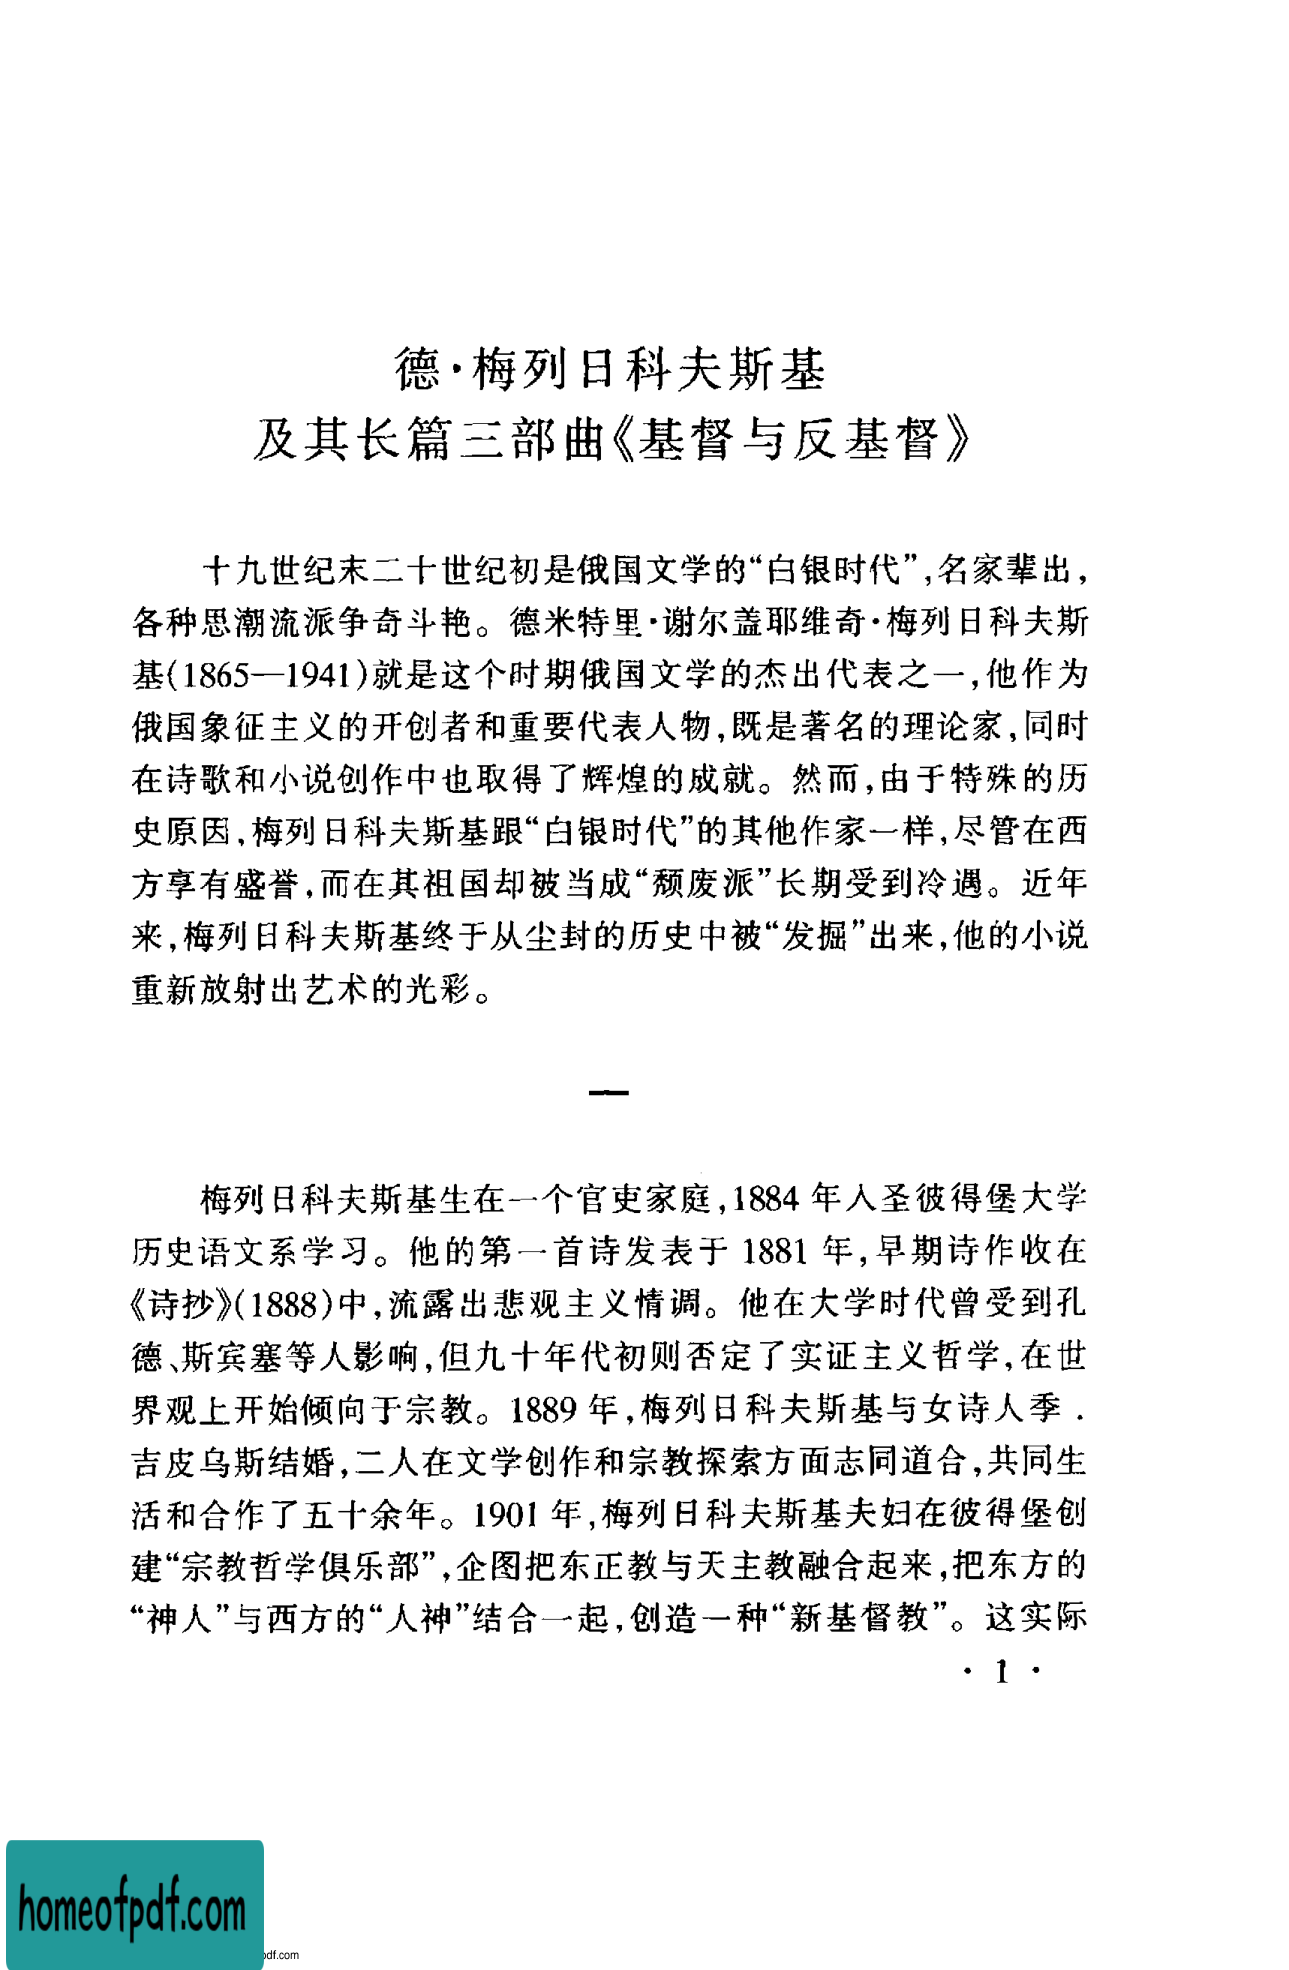 德·梅列日科夫斯基
及其长篇三部曲《基督与反基督》
十九世纪末二十世纪初是俄国文学的“白银时代”,名家辈出,
各种思潮流派争奇斗艳。德米特里·谢尔盖耶维奇·梅列日科夫斯
基(1865—1941)就是这个时期俄国文学的杰出代表之一,他作为
俄国象征主义的开创者和重要代表人物,既是著名的理论家,同时
在诗歌和小说创作中也取得了辉煌的成就。然而,由于特殊的历
史原因,梅列日科夫斯基跟“白银时代”的其他作家一样,尽管在西
方享有盛誉,而在其祖国却被当成“颓废派”长期受到冷遇。近年
来,梅列日科夫斯基终于从尘封的历史中被“发掘”出来,他的小说
重新放射出艺术的光彩。
一
梅列日科夫斯基生在一个官吏家庭,1884 年入圣彼得堡大学
历史语文系学习。他的第一首诗发表于 1881 年,早期诗作收在
《诗抄》(1888)中,流露出悲观主义情调。他在大学时代曾受到孔
德、斯宾塞等人影响,但九十年代初则否定了实证主义哲学,在世
界观上开始倾向于宗教。1889 年,梅列日科夫斯基与女诗人季·
吉皮乌斯结婚,二人在文学创作和宗教探索方面志同道合,共同生
活和合作了五十余年。1901 年,梅列日科夫斯基夫妇在彼得堡创
建“宗教哲学俱乐部”,企图把东正教与天主教融合起来,把东方的
“神人”与西方的“人神”结合一起,创造一种“新基督教”。这实际
· 1 ·
homeofpdf.com
pdf.com